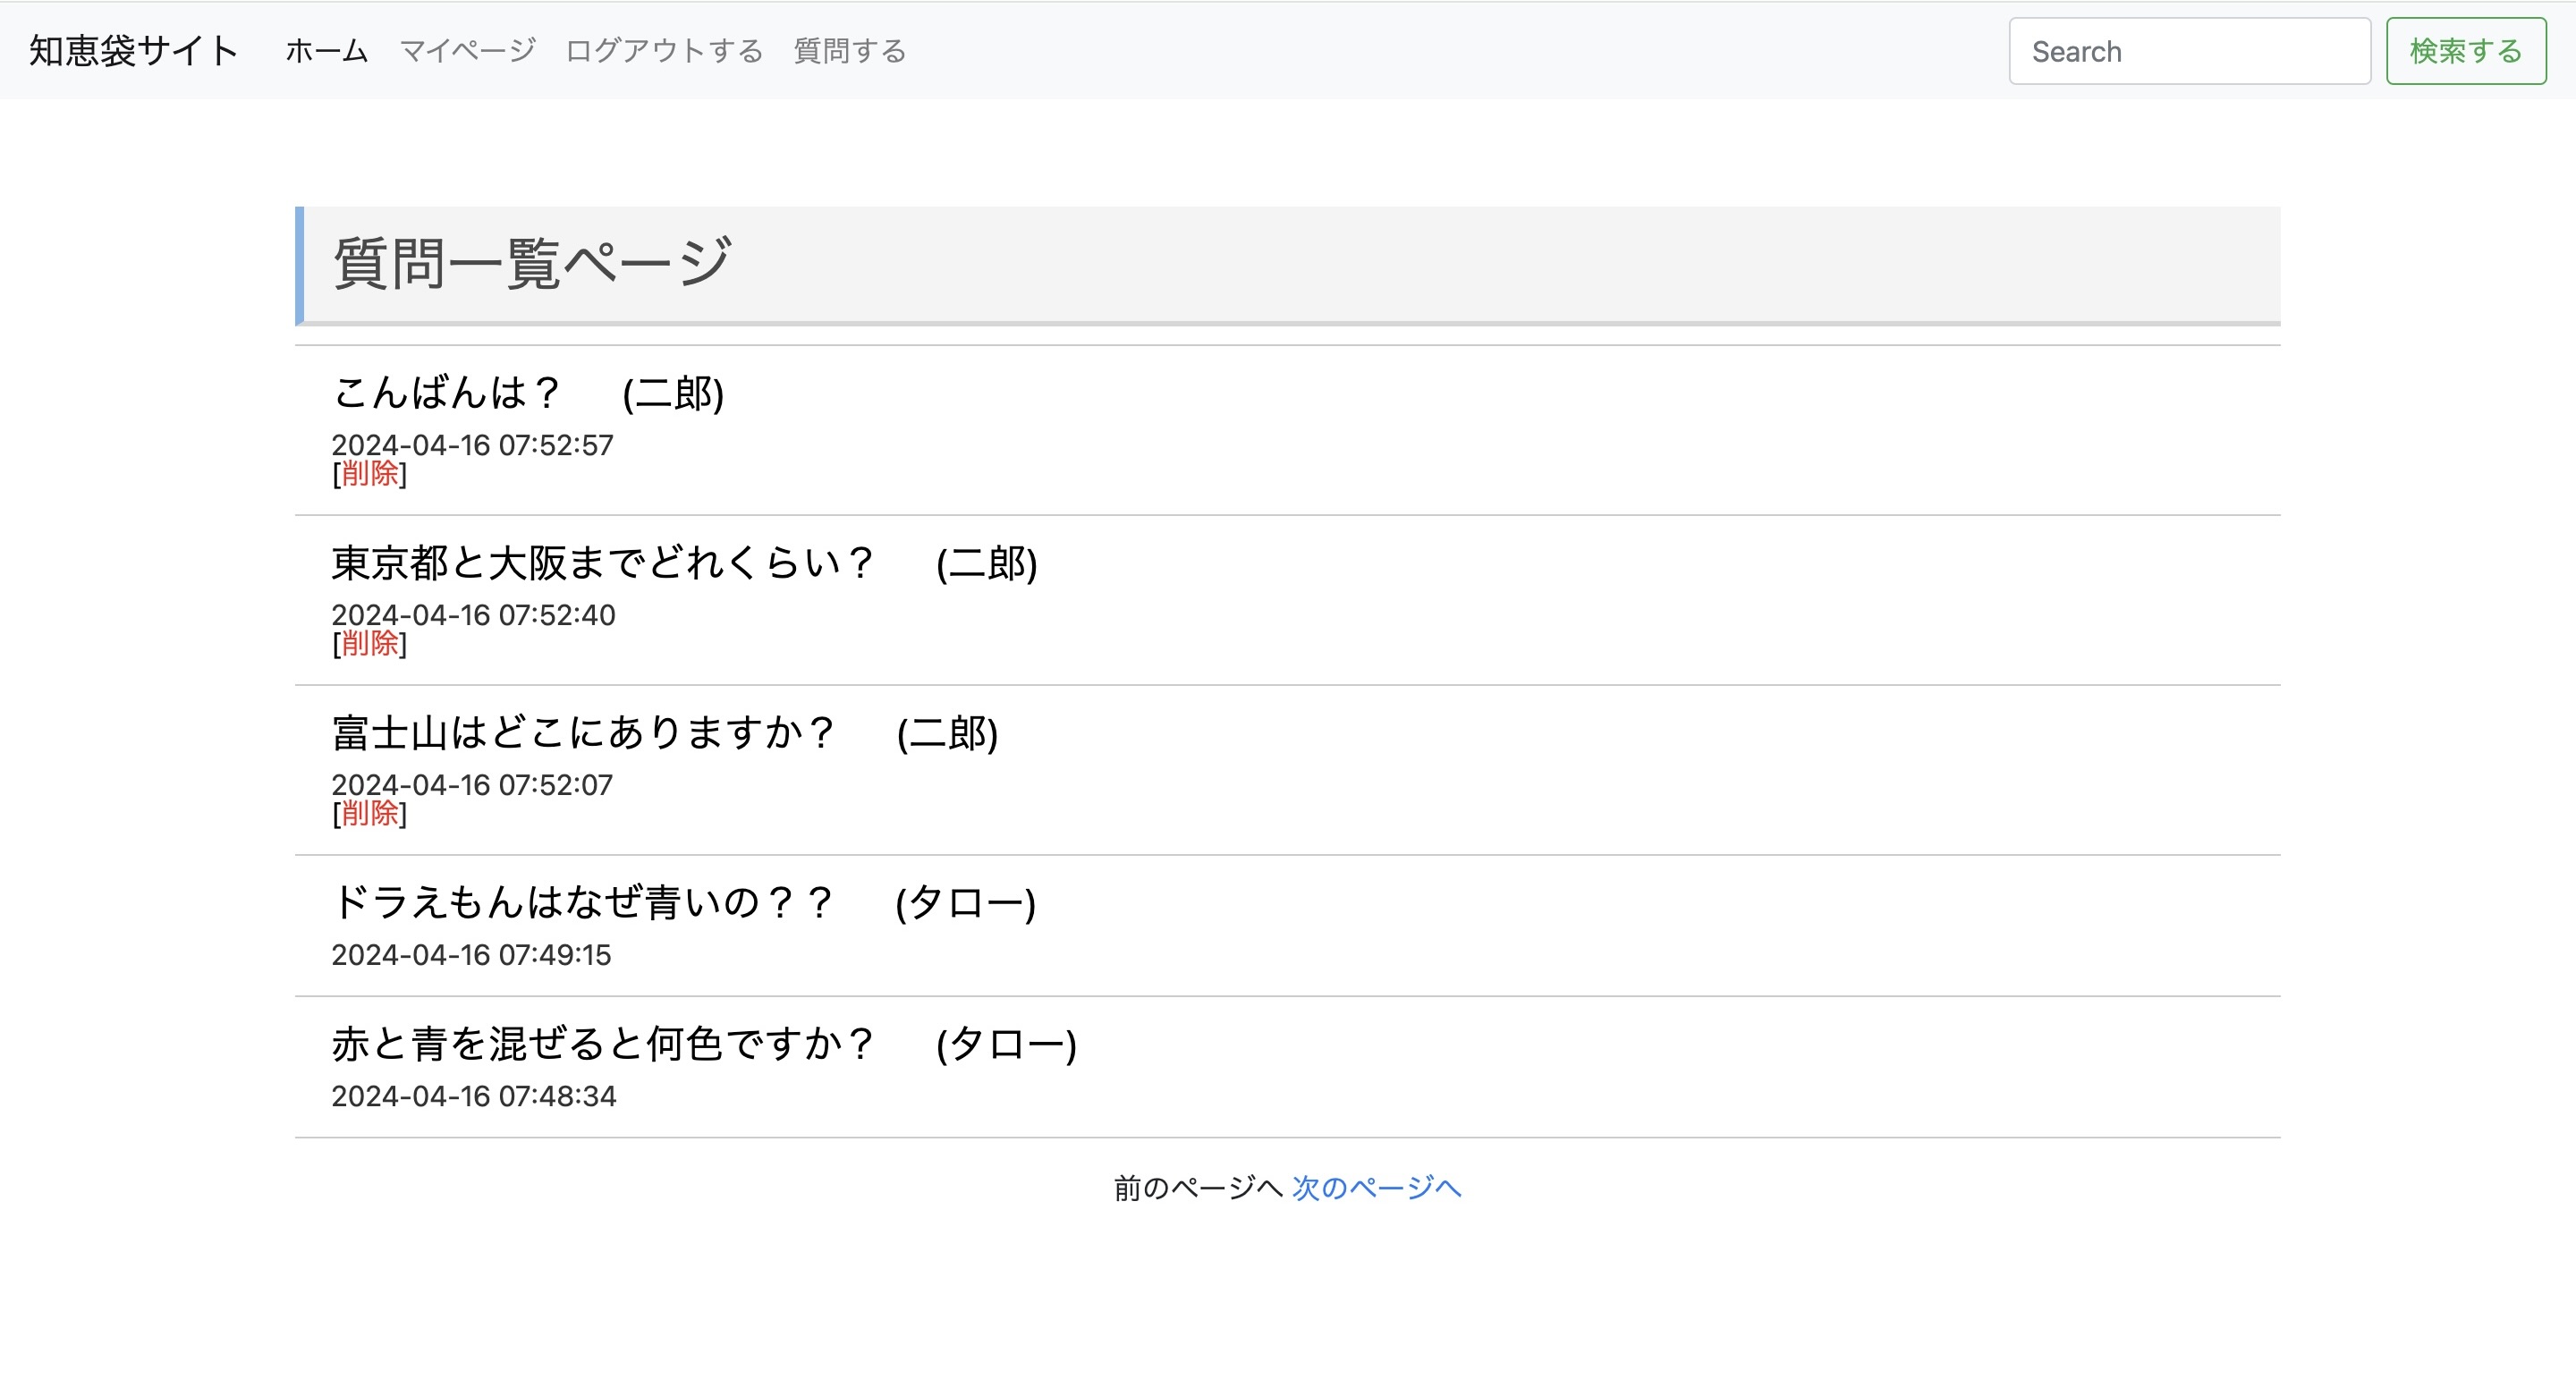 知恵袋サイト ホーム マイページ ログアウトする 質問する Search 検索する
質問一覧ページ
こんばんは？ (二郎)
2024-04-16 07:52:57
[削除]
東京都と大阪までどれくらい？ (二郎)
2024-04-16 07:52:40
[削除]
富士山はどこにありますか？ (二郎)
2024-04-16 07:52:07
[削除]
ドラえもんはなぜ青いの？？ (タロー)
2024-04-16 07:49:15
赤と青を混ぜると何色ですか？ (タロー)
2024-04-16 07:48:34
前のページへ 次のページへ